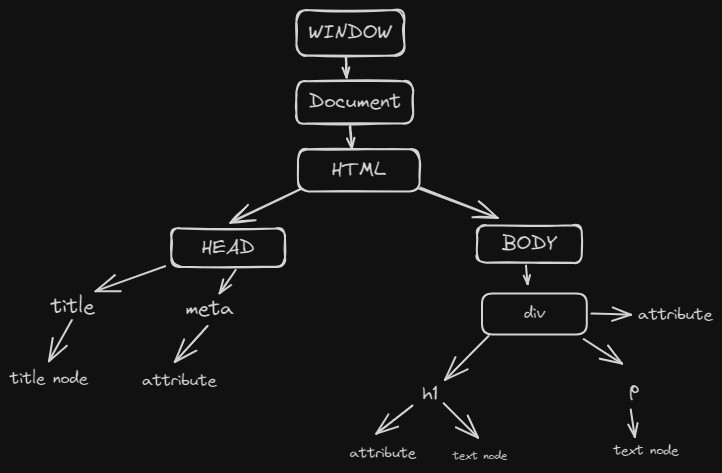 WINDOW
Document
HTML
HEAD
BODY
title
meta
div
attribute
title node
attribute
h1
p
attribute
text node
text node